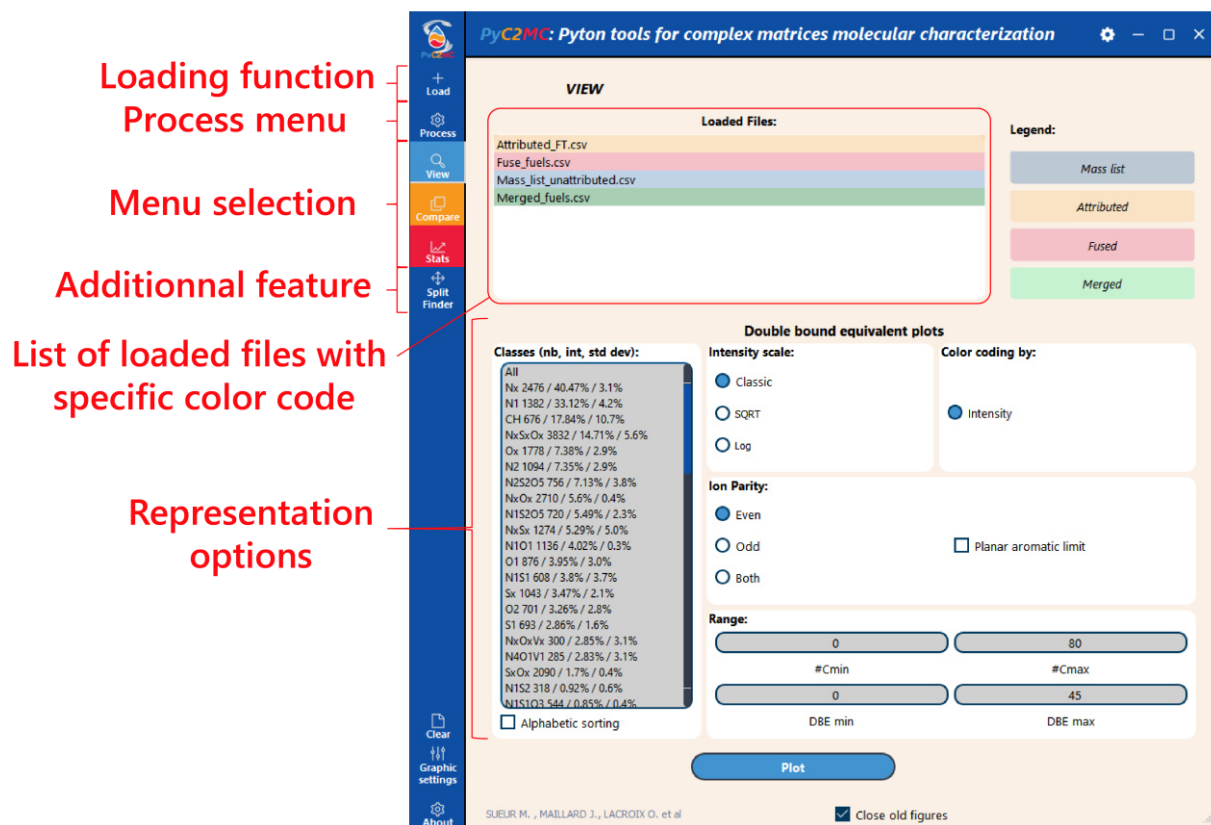 PyC2MC: Pyton tools for complex matrices molecular characterization
PyC2MC
Loading function
Process menu
Menu selection
Additionnal feature
List of loaded files with
specific color code
Representation
options
Load
Process
View
Compare
Stats
Split
Finder
Clear
Graphic
settings
About
VIEW
Loaded Files:
Attributed_FT.csv
Fuse_fuels.csv
Mass_list_unattributed.csv
Merged_fuels.csv
Legend:
Mass list
Attributed
Fused
Merged
Double bound equivalent plots
Classes (nb, int, std dev):
All
Nx 2476 / 40.47% / 3.1%
N1 1382 / 33.12% / 4.2%
CH 676 / 17.84% / 10.7%
NxSxOx 3832 / 14.71% / 5.6%
Ox 1778 / 7.38% / 2.9%
N2 1094 / 7.35% / 2.9%
N2S2O5 756 / 7.13% / 3.8%
NxOx 2710 / 5.6% / 0.4%
N1S2O5 720 / 5.49% / 2.3%
NxSx 1274 / 5.29% / 5.0%
N1O1 1136 / 4.02% / 0.3%
O1 876 / 3.95% / 3.0%
N1S1 608 / 3.8% / 3.7%
Sx 1043 / 3.47% / 2.1%
O2 701 / 3.26% / 2.8%
S1 693 / 2.86% / 1.6%
NxOxVx 300 / 2.85% / 3.1%
N4O1V1 285 / 2.83% / 3.1%
SxOx 2090 / 1.7% / 0.4%
N1S2 318 / 0.92% / 0.6%
N1S1O3 544 / 0.85% / 0.4%
Alphabetic sorting
Intensity scale:
Classic
SQRT
Log
Color coding by:
Intensity
Ion Parity:
Even
Odd
Both
Planar aromatic limit
Range:
0 80
#Cmin #Cmax
0 45
DBE min DBE max
Plot
SUEUR M. , MAILLARD J., LACROIX O. et al
Close old figures